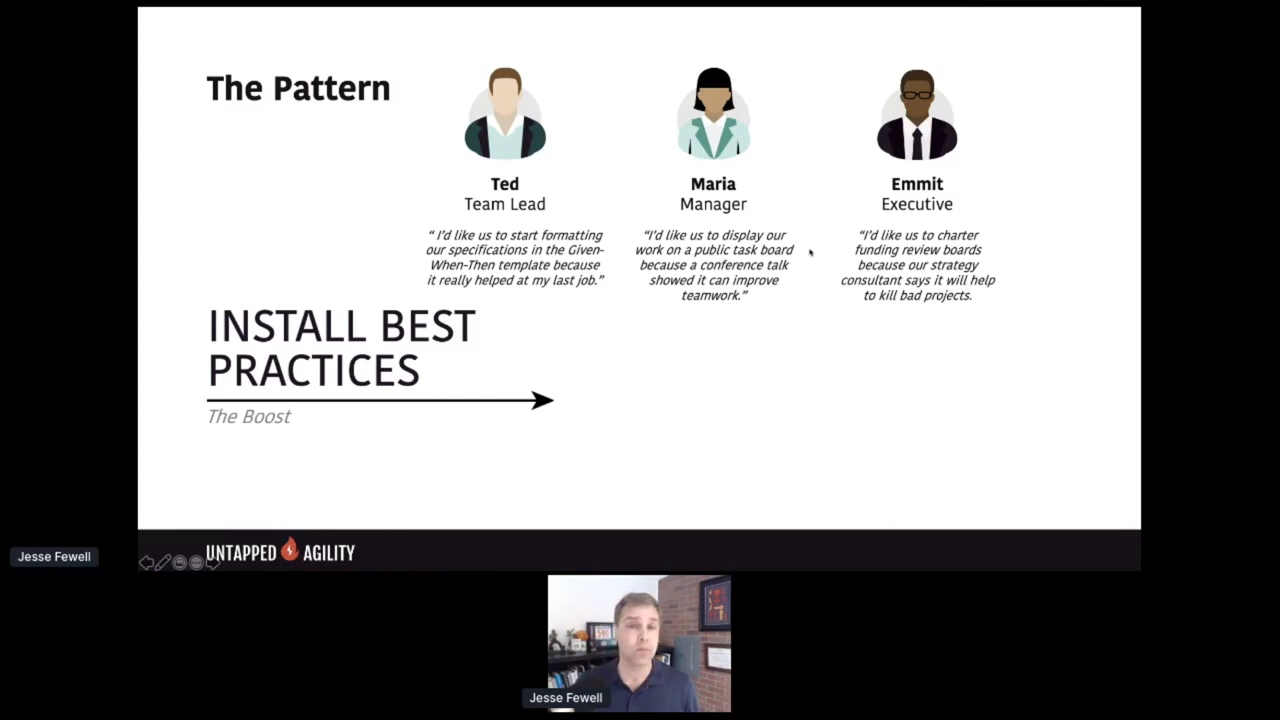 The Pattern
Ted
Team Lead
“ I’d like us to start formatting
our specifications in the Given-
When-Then template because
it really helped at my last job.”
Maria
Manager
“I’d like us to display our
work on a public task board
because a conference talk
showed it can improve
teamwork.”
Emmit
Executive
“I’d like us to charter
funding review boards
because our strategy
consultant says it will help
to kill bad projects.
INSTALL BEST
PRACTICES
The Boost
UNTAPPED AGILITY
Jesse Fewell
Jesse Fewell